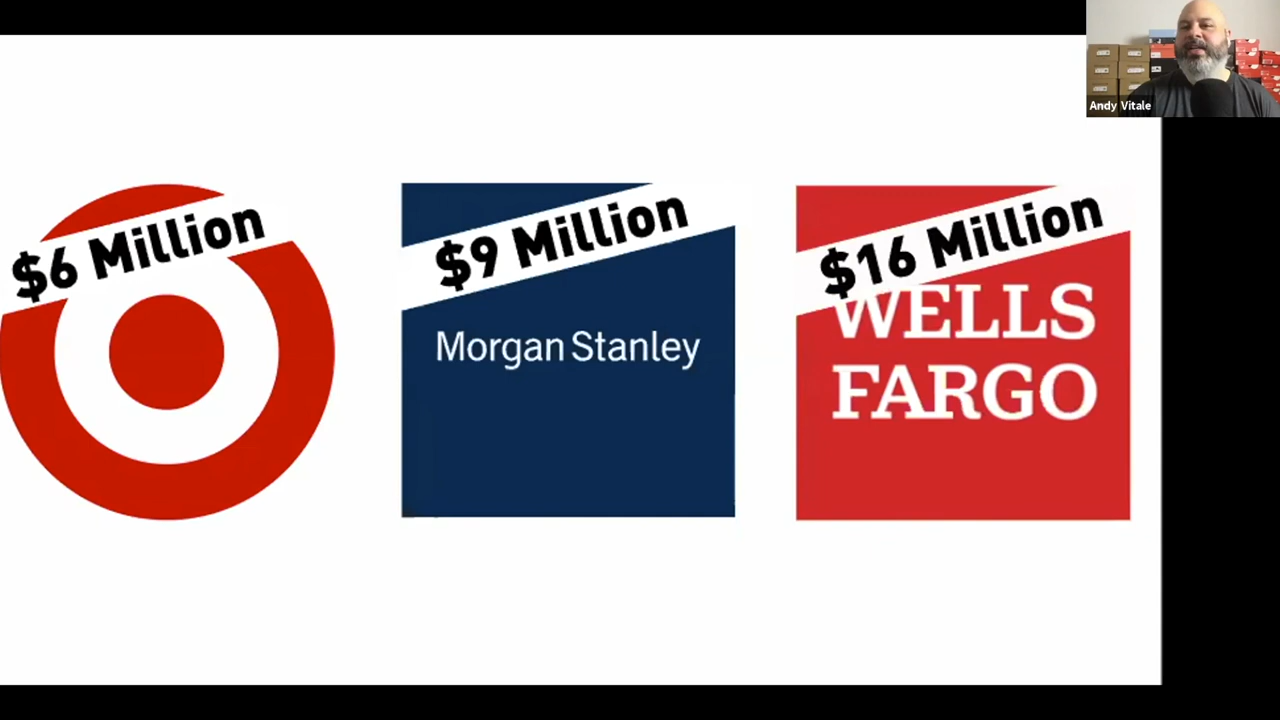 Andy Vitale
$6 Million
$9 Million
$16 Million
Morgan Stanley
WELLS
FARGO